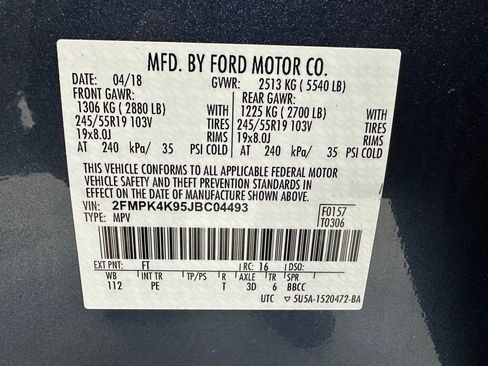 MFD. BY FORD MOTOR CO.
DATE: 04/18 GVWR: 2513 KG ( 5540 LB)
FRONT GAWR: REAR GAWR:
1306 KG ( 2880 LB) WITH 1225 KG ( 2700 LB) WITH
245/55R19 103V TIRES 245/55R19 103V TIRES
19x8.0J RIMS 19x8.0J RIMS
AT 240 kPa/ 35 PSI COLD AT 240 kPa/ 35 PSI COLD
THIS VEHICLE CONFORMS TO ALL APPLICABLE FEDERAL MOTOR
VEHICLE SAFETY AND THEFT PREVENTION STANDARDS IN
EFFECT ON THE DATE OF MANUFACTURE SHOWN ABOVE.
VIN: 2FMPK4K95JBC04493 F0157
TYPE: MPV T0306
EXT PNT: FT RC: 16 DSO:
WB INT TR TP/PS R AXLE TR SPR
112 PE T 3D 6 BBCC
UTC 5U5A-1520472-BA